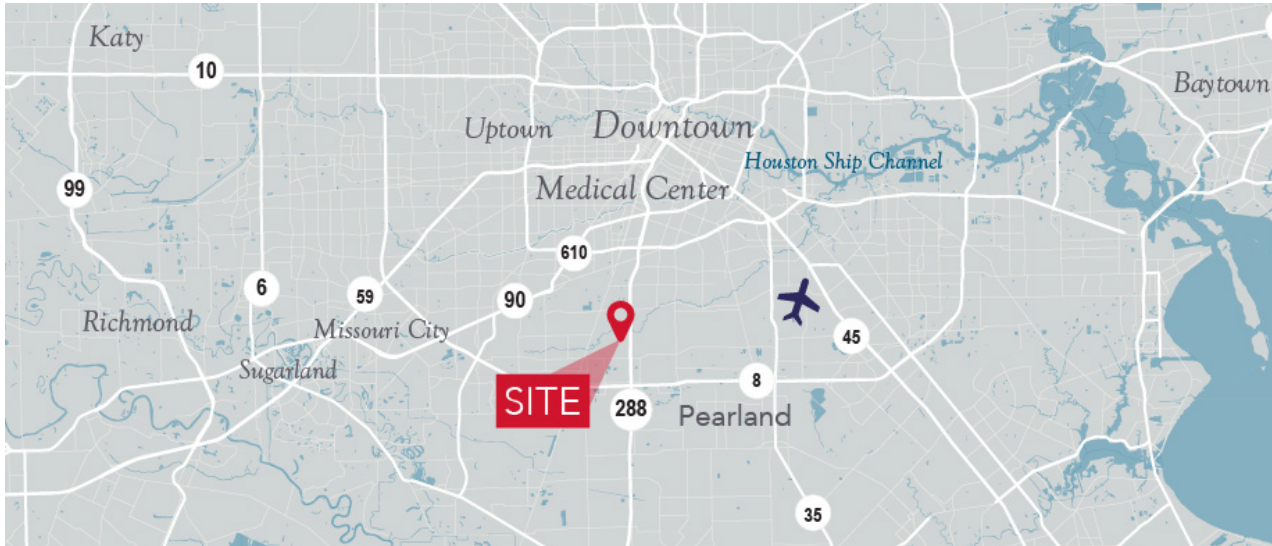 Katy
10
Baytown
Uptown
Downtown
Houston Ship Channel
99
Medical Center
610
6
59
90
Richmond
Missouri City
45
Sugarland
SITE
288
8
Pearland
35